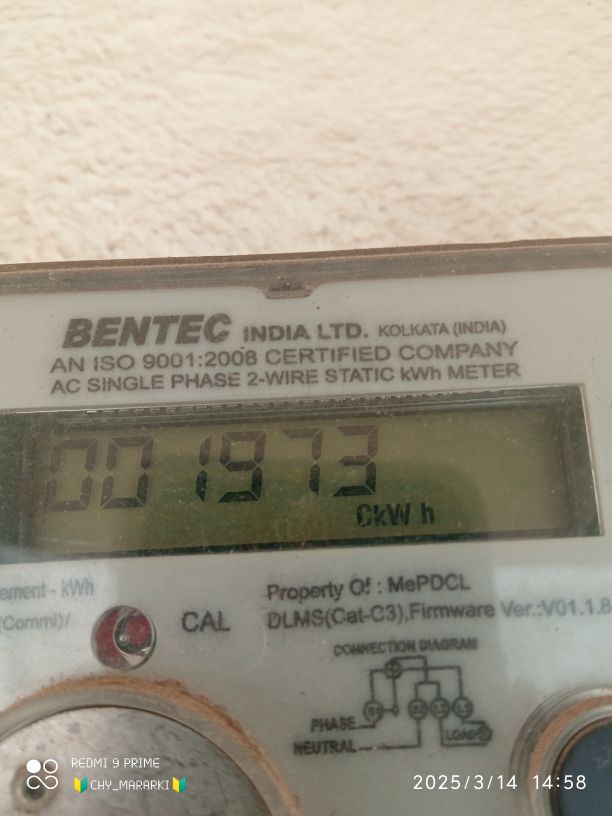 BENTEC INDIA LTD. KOLKATA (INDIA)
AN ISO 9001:2008 CERTIFIED COMPANY
AC SINGLE PHASE 2-WIRE STATIC kWh METER
001973
CkW h
ement - kWh
(Comml)/
CAL
Property Of : MePDCL
DLMS(Cat-C3),Firmware Ver.:V01.1.8
CONNECTION DIAGRAM
PHASE
NEUTRAL
LOAD
REDMI 9 PRIME
CHY_MARARKI
2025/3/14 14:58